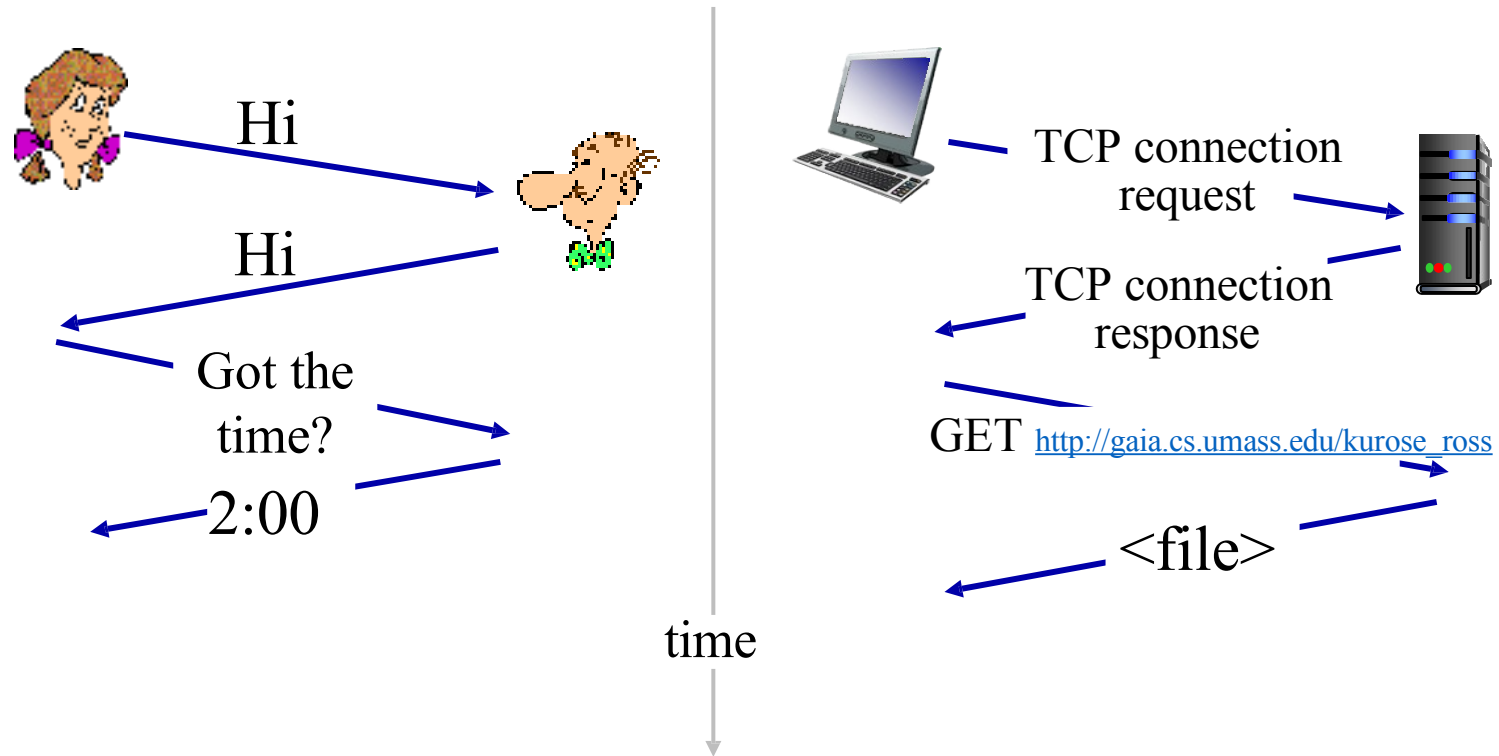 Hi
Hi
Got the
time?
2:00
TCP connection
request
TCP connection
response
GET http://gaia.cs.umass.edu/kurose_ross
<file>
time